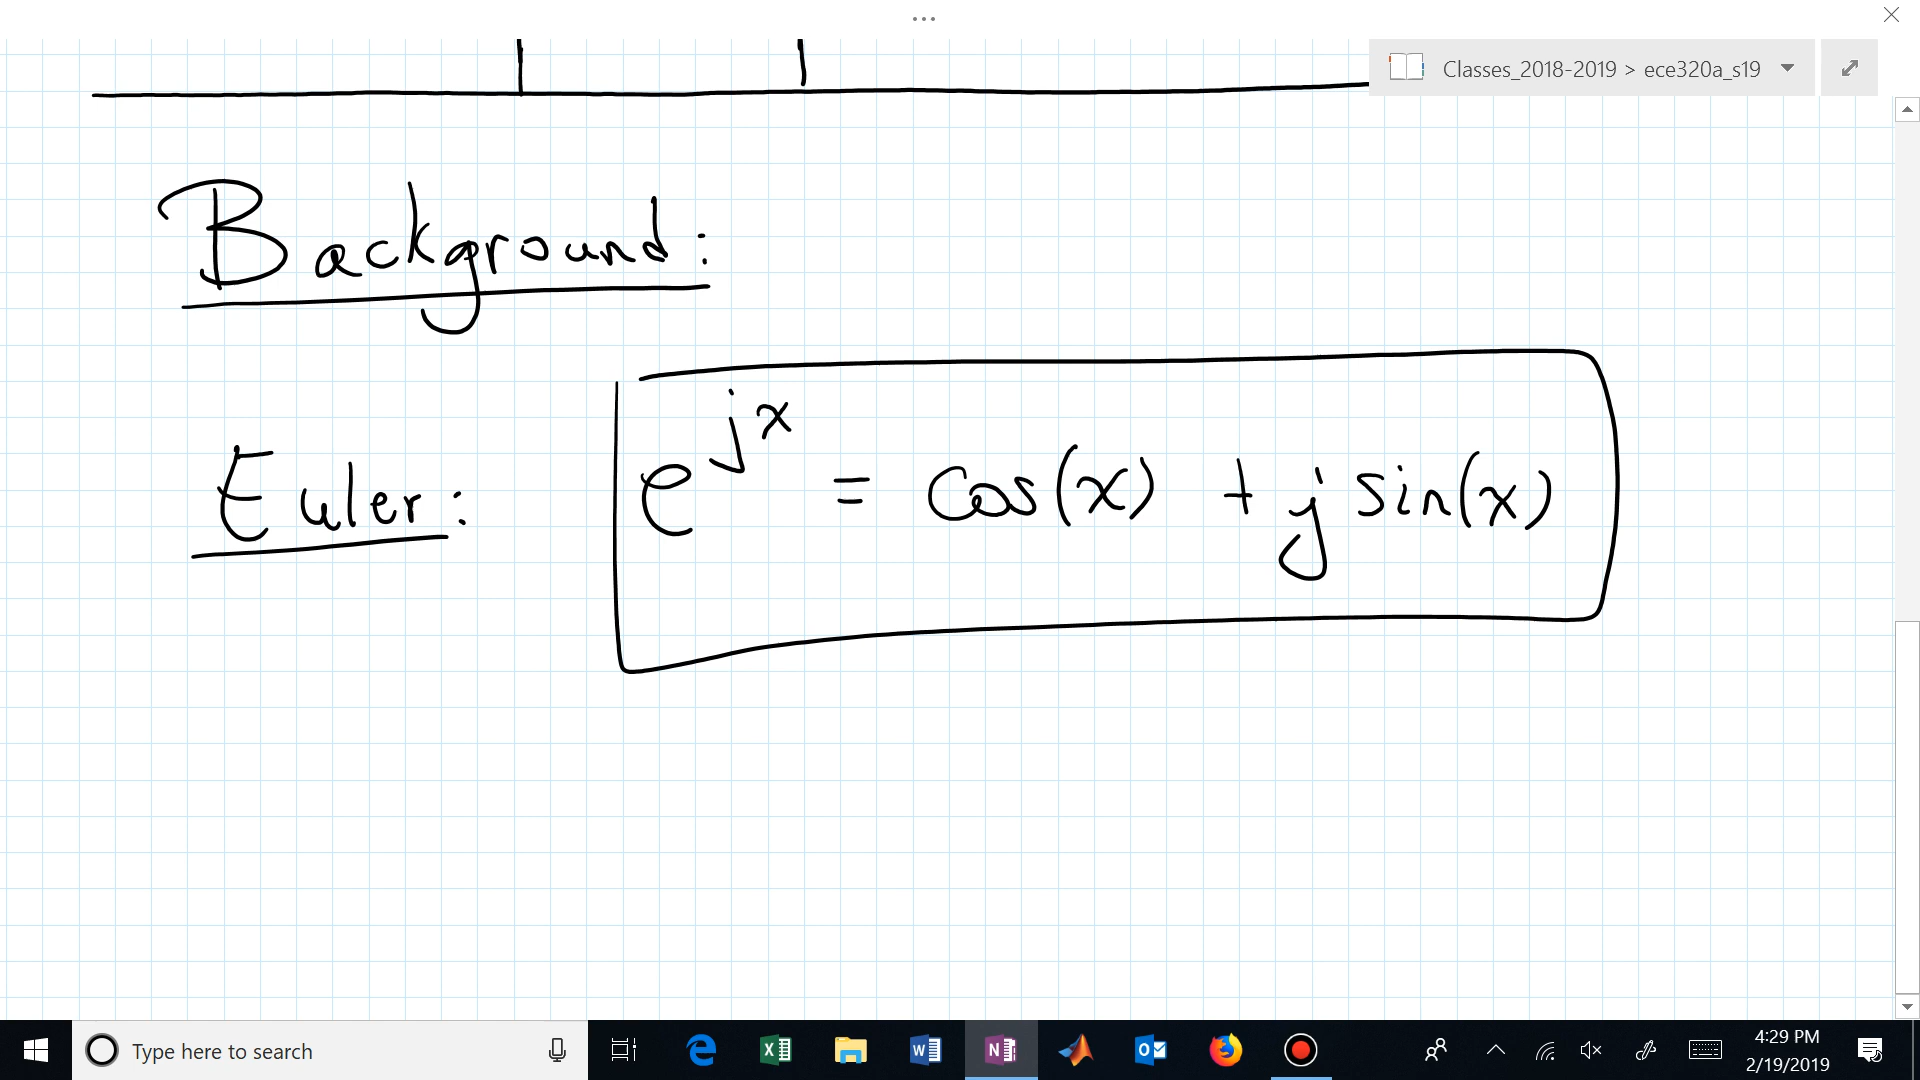 Classes_2018-2019 > ece320a_s19
Background:
Euler: e^{jx} = cos(x) + j sin(x)
Type here to search
4:29 PM
2/19/2019